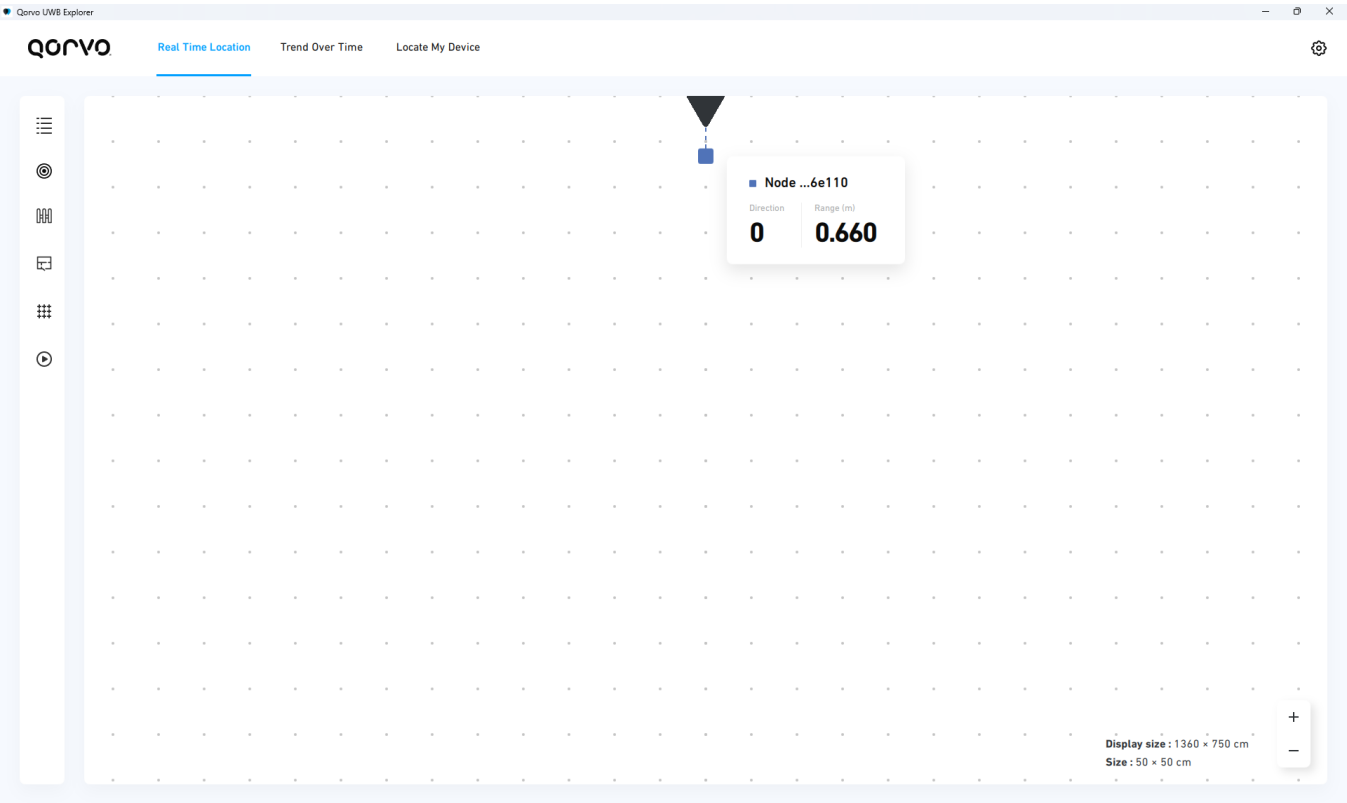 Qorvo UWB Explorer
QORVO
Real Time Location
Trend Over Time
Locate My Device
Node ...6e110
Direction
Range (m)
0
0.660
Display size : 1360 × 750 cm
Size : 50 × 50 cm